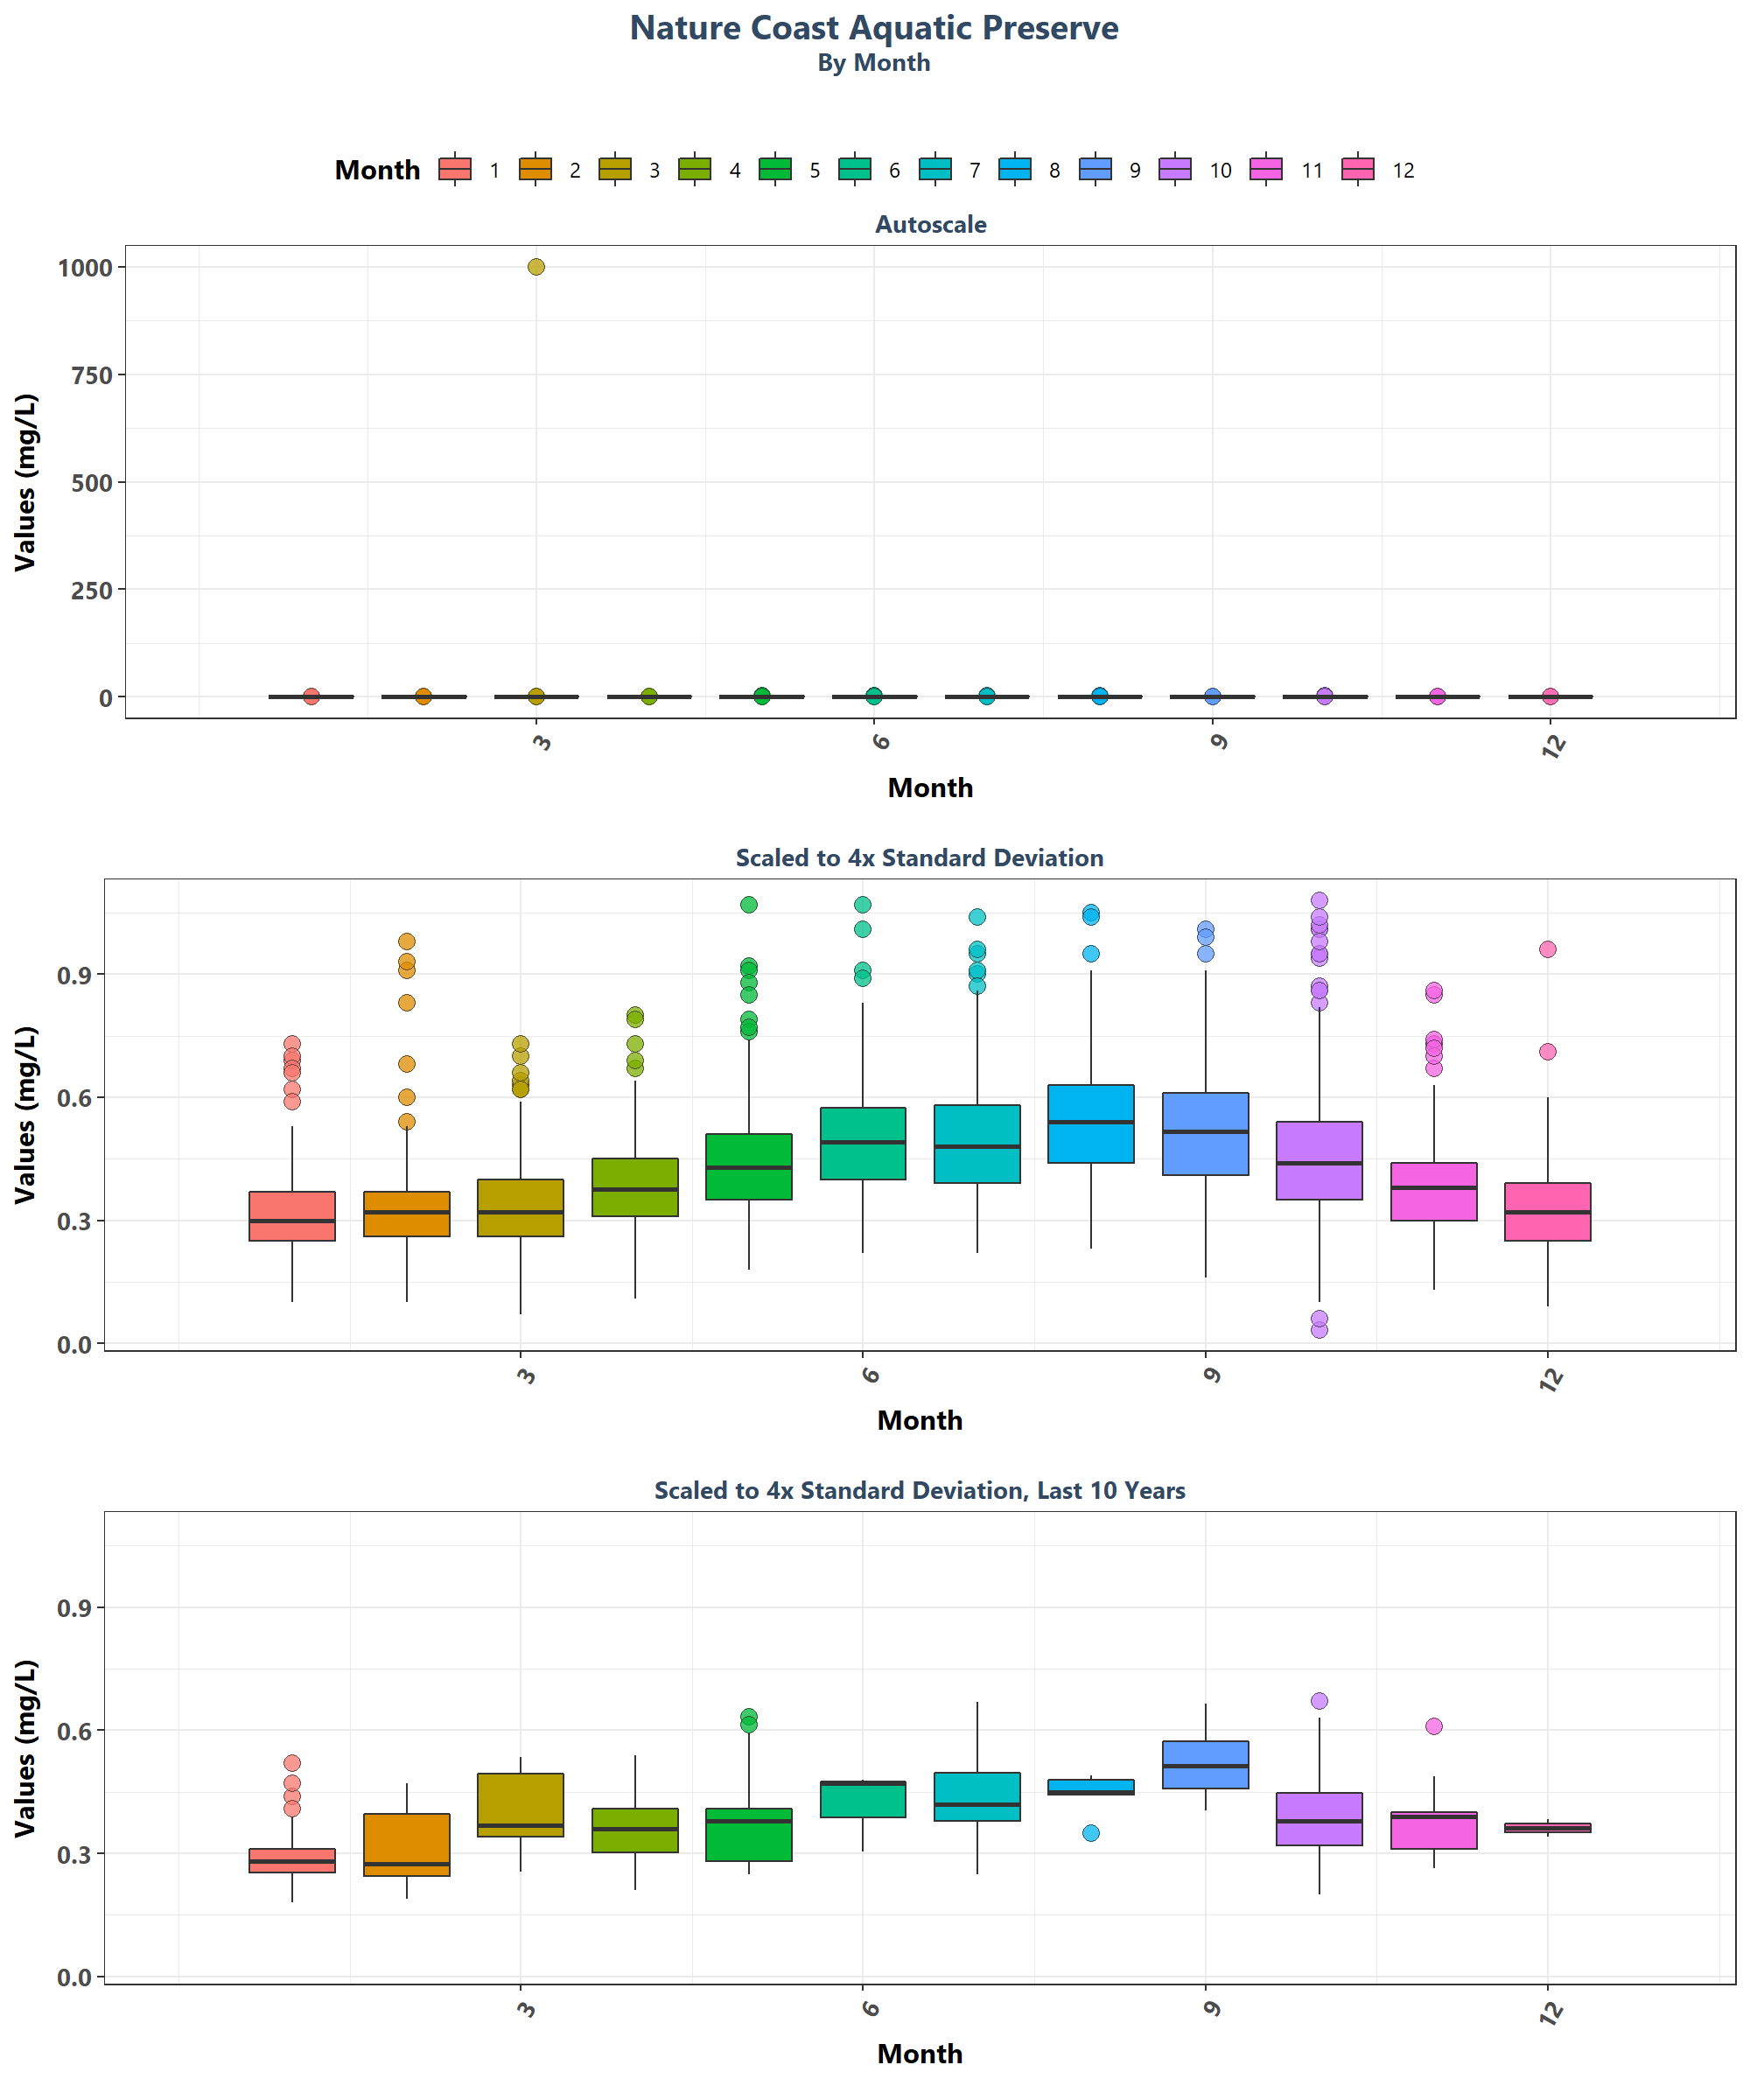 Nature Coast Aquatic Preserve
By Month
Month 1 2 3 4 5 6 7 8 9 10 11 12
Autoscale
Values (mg/L)
1000
750
500
250
0
3 6 9 12
Month
Scaled to 4x Standard Deviation
Values (mg/L)
0.9
0.6
0.3
0.0
3 6 9 12
Month
Scaled to 4x Standard Deviation, Last 10 Years
Values (mg/L)
0.9
0.6
0.3
0.0
3 6 9 12
Month